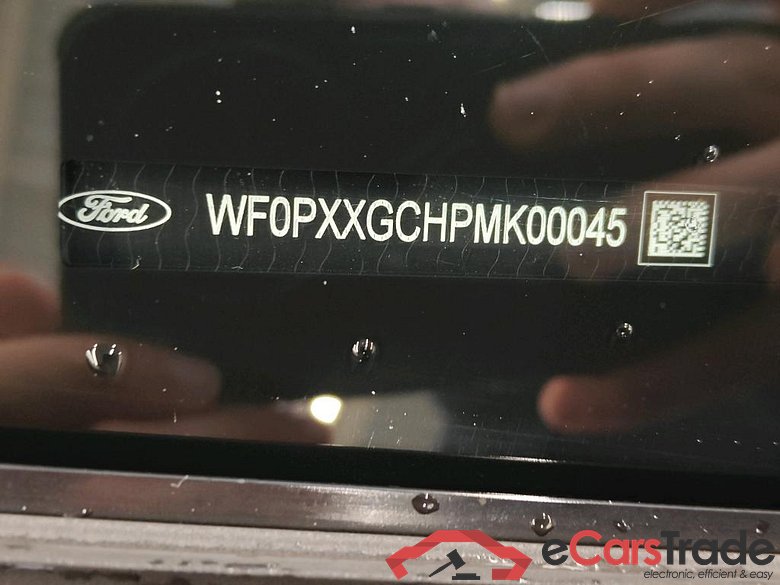 Ford WF0PXXGCHPMK00045
eCarsTrade
electronic, efficient & easy